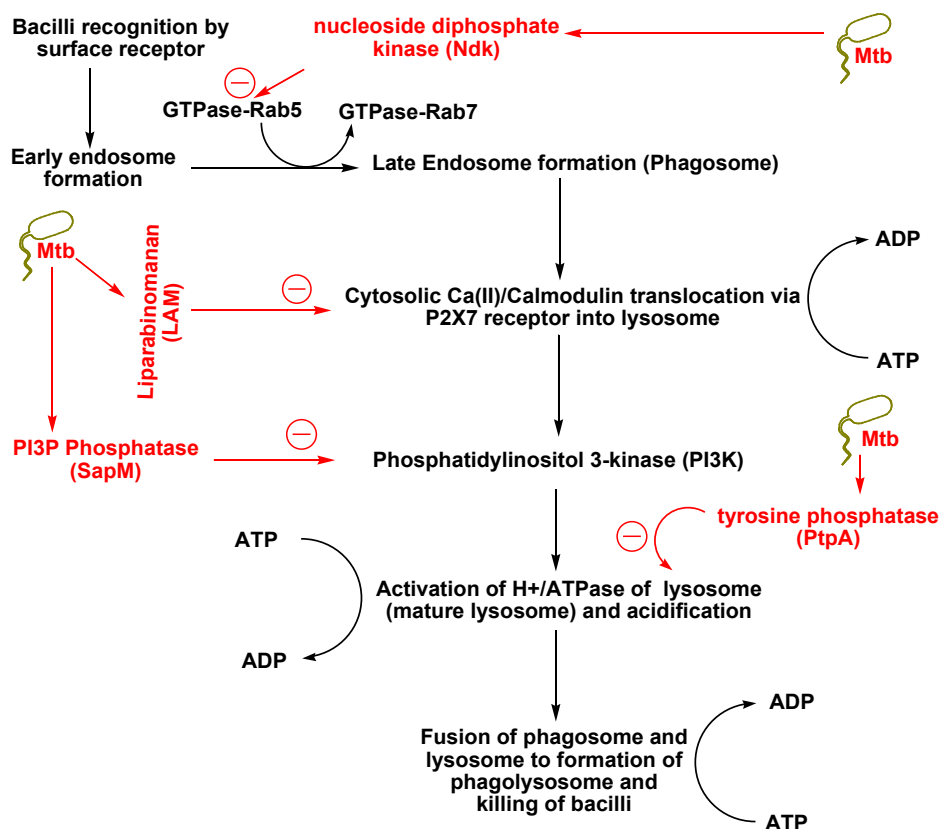 Bacilli recognition by
surface receptor
nucleoside diphosphate
kinase (Ndk)
Mtb
GTPase-Rab5
GTPase-Rab7
Early endosome
formation
Late Endosome formation (Phagosome)
Mtb
Liparabinomanan
(LAM)
Cytosolic Ca(II)/Calmodulin translocation via
P2X7 receptor into lysosome
ADP
ATP
PI3P Phosphatase
(SapM)
Phosphatidylinositol 3-kinase (PI3K)
Mtb
tyrosine phosphatase
(PtpA)
ATP
ADP
Activation of H+/ATPase of lysosome
(mature lysosome) and acidification
Fusion of phagosome and
lysosome to formation of
phagolysosome and
killing of bacilli
ADP
ATP